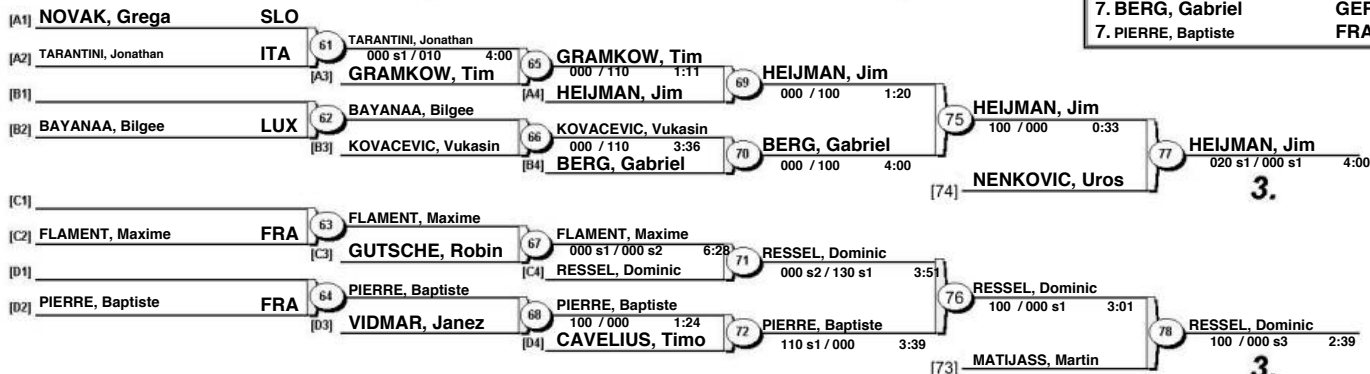 7. BERG, Gabriel GER
7. PIERRE, Baptiste FRA
[A1] NOVAK, Grega SLO
[A2] TARANTINI, Jonathan ITA
61
TARANTINI, Jonathan
000 s1 / 010 4:00
[A3] GRAMKOW, Tim
65
GRAMKOW, Tim
000 / 110 1:11
[A4] HEIJMAN, Jim
69
HEIJMAN, Jim
000 / 100 1:20
[B1]
[B2] BAYANAA, Bilgee LUX
62
BAYANAA, Bilgee
[B3] KOVACEVIC, Vukasin
66
KOVACEVIC, Vukasin
000 / 110 3:36
[B4] BERG, Gabriel
70
BERG, Gabriel
000 / 100 4:00
75
HEIJMAN, Jim
100 / 000 0:33
[74] NENKOVIC, Uros
77
HEIJMAN, Jim
020 s1 / 000 s1 4:00
3.
[C1]
[C2] FLAMENT, Maxime FRA
63
FLAMENT, Maxime
[C3] GUTSCHE, Robin
67
FLAMENT, Maxime
000 s1 / 000 s2 6:28
[C4] RESSEL, Dominic
71
RESSEL, Dominic
000 s2 / 130 s1 3:51
[D1]
[D2] PIERRE, Baptiste FRA
64
PIERRE, Baptiste
[D3] VIDMAR, Janez
68
PIERRE, Baptiste
100 / 000 1:24
[D4] CAVELIUS, Timo
72
PIERRE, Baptiste
110 s1 / 000 3:39
76
RESSEL, Dominic
100 / 000 s1 3:01
[73] MATIJASS, Martin
78
RESSEL, Dominic
100 / 000 s3 2:39
3.